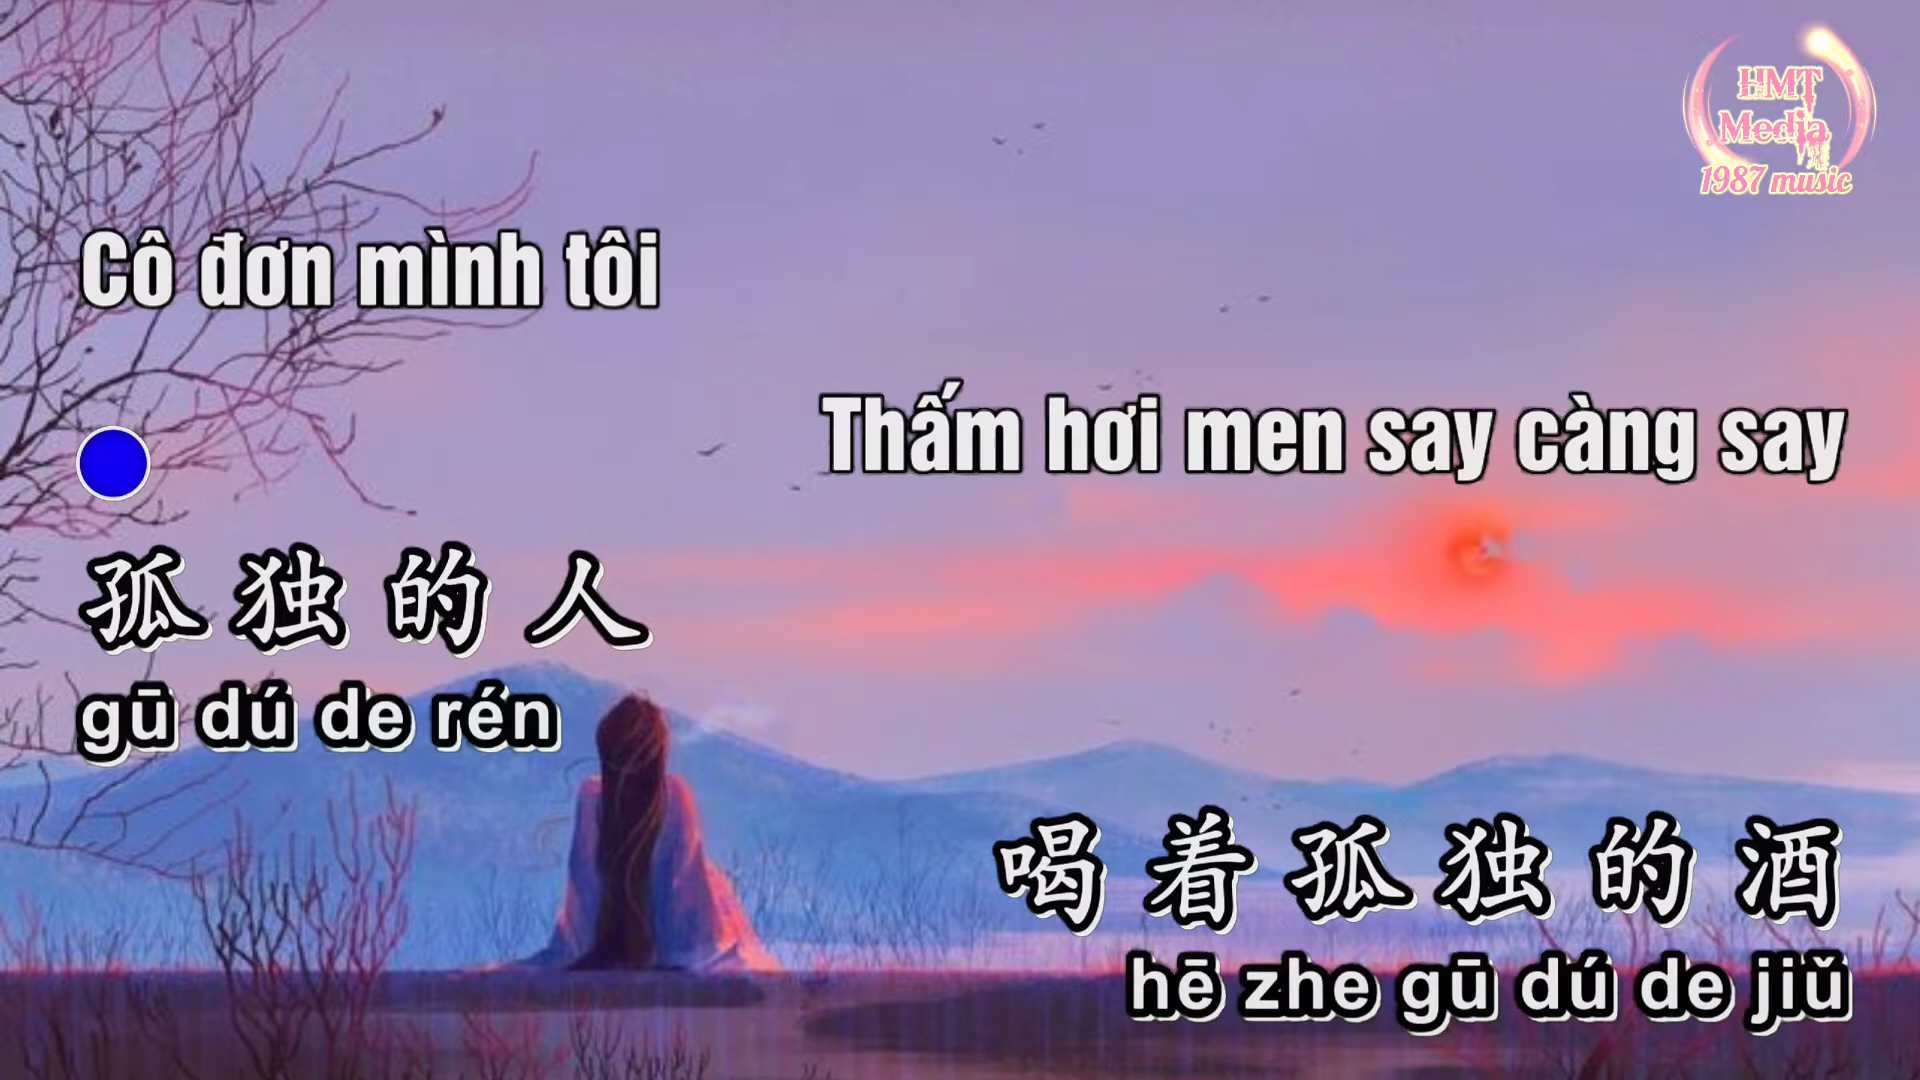 HMT
Media
1987 music
Cô đơn mình tôi
Thấm hơi men say càng say
孤独的人
gū dú de rén
喝着孤独的酒
hē zhe gū dú de jiǔ